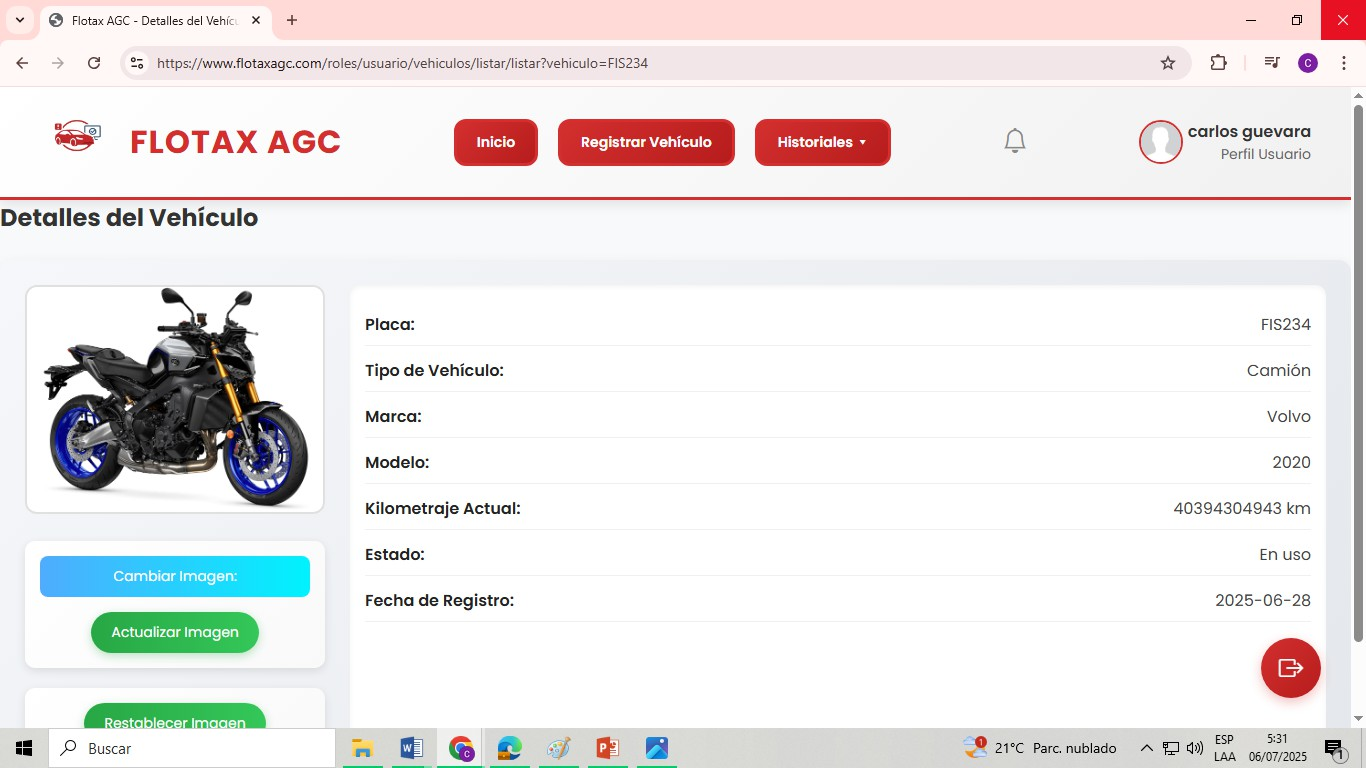 Flotax AGC - Detalles del Vehícu
https://www.flotaxagc.com/roles/usuario/vehiculos/listar/listar?vehiculo=FIS234
C
FLOTAX AGC
Inicio
Registrar Vehículo
Historiales
carlos guevara
Perfil Usuario
Detalles del Vehículo
Placa: FIS234
Tipo de Vehículo: Camión
Marca: Volvo
Modelo: 2020
Kilometraje Actual: 40394304943 km
Estado: En uso
Fecha de Registro: 2025-06-28
Cambiar Imagen:
Actualizar Imagen
Restablecer Imagen
Buscar
1
21°C Parc. nublado
ESP
LAA
5:31
06/07/2025
1